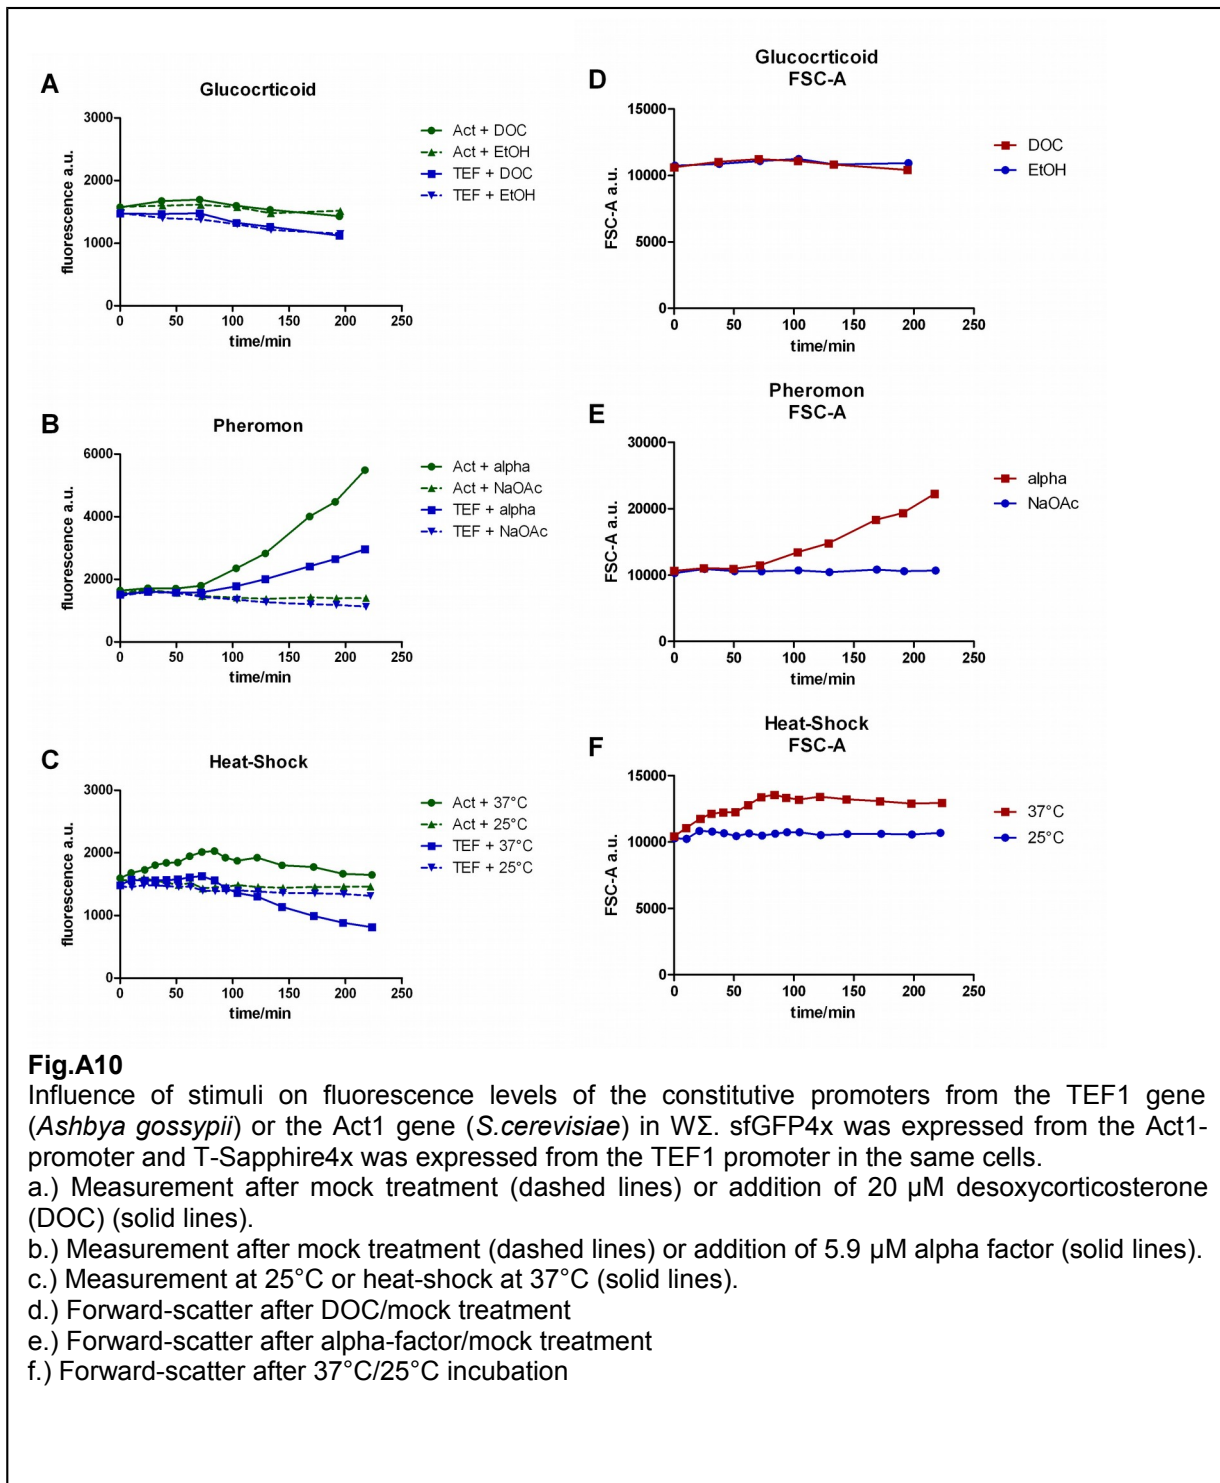 A
Glucocrticoid
fluorescence a.u.
3000
2000
1000
0
0 50 100 150 200 250
time/min
Act + DOC
Act + EtOH
TEF + DOC
TEF + EtOH
D
Glucocrticoid
FSC-A
FSC-A a.u.
15000
10000
5000
0
0 50 100 150 200 250
time/min
DOC
EtOH
B
Pheromon
fluorescence a.u.
6000
4000
2000
0
0 50 100 150 200 250
time/min
Act + alpha
Act + NaOAc
TEF + alpha
TEF + NaOAc
E
Pheromon
FSC-A
FSC-A a.u.
30000
20000
10000
0
0 50 100 150 200 250
time/min
alpha
NaOAc
C
Heat-Shock
fluorescence a.u.
3000
2000
1000
0
0 50 100 150 200 250
time/min
Act + 37°C
Act + 25°C
TEF + 37°C
TEF + 25°C
F
Heat-Shock
FSC-A
FSC-A a.u.
15000
10000
5000
0
0 50 100 150 200 250
time/min
37°C
25°C
Fig.A10
Influence of stimuli on fluorescence levels of the constitutive promoters from the TEF1 gene
(Ashbya gossypii) or the Act1 gene (S.cerevisiae) in WΣ. sfGFP4x was expressed from the Act1-
promoter and T-Sapphire4x was expressed from the TEF1 promoter in the same cells.
a.) Measurement after mock treatment (dashed lines) or addition of 20 µM desoxycorticosterone
(DOC) (solid lines).
b.) Measurement after mock treatment (dashed lines) or addition of 5.9 µM alpha factor (solid lines).
c.) Measurement at 25°C or heat-shock at 37°C (solid lines).
d.) Forward-scatter after DOC/mock treatment
e.) Forward-scatter after alpha-factor/mock treatment
f.) Forward-scatter after 37°C/25°C incubation